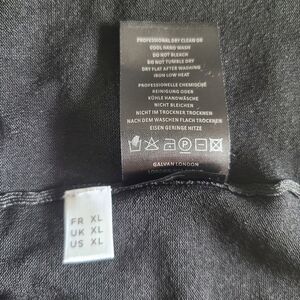 PROFESSIONAL DRY CLEAN OR
COOL HAND WASH
DO NOT BLEACH
DO NOT TUMBLE DRY
DRY FLAT AFTER WASHING
IRON LOW HEAT
PROFESSIONELLE CHEMISCHE
REINIGUNG ODER
KÜHLE HANDWÄSCHE
NICHT BLEICHEN
NICHT IM TROCKNER TROCKNEN
NACH DEM WASCHEN FLACH TROCKNEN
EISEN GERINGE HITZE
P
GALVAN LONDON
FR XL
UK XL
US XL